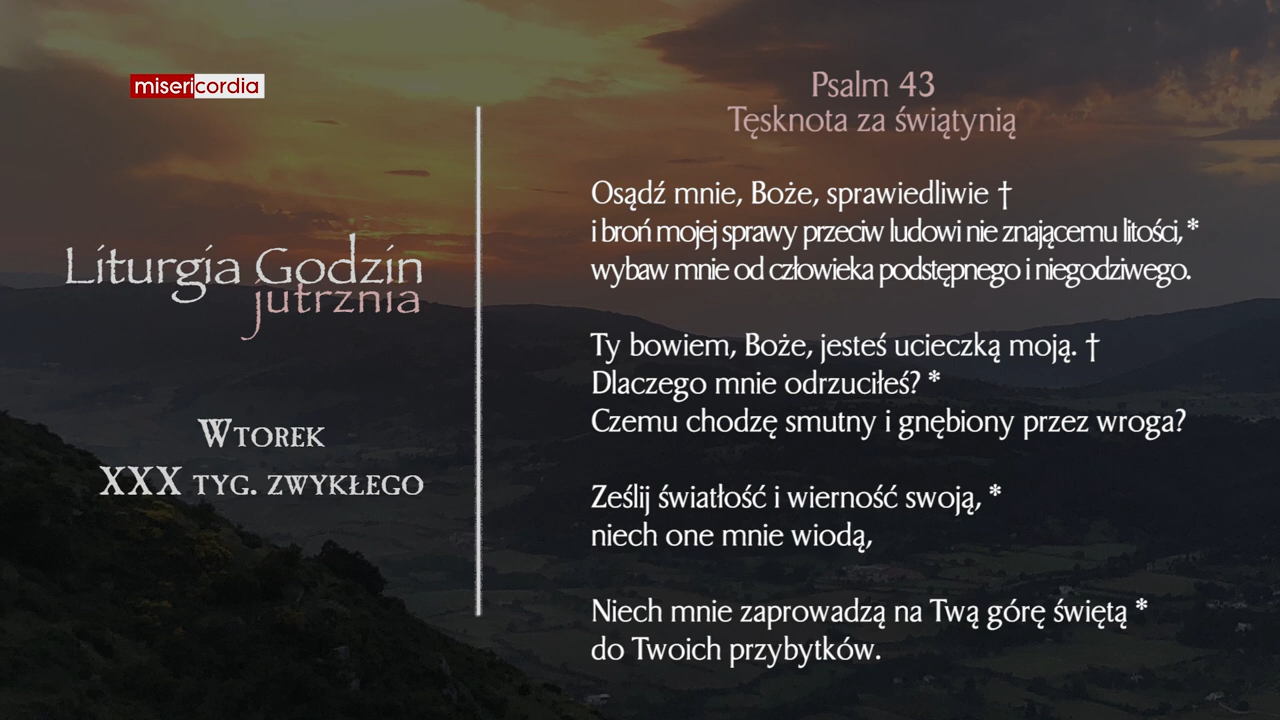 misericordia
Liturgia Godzin
jutrznia
Wtorek
XXX tyg. zwykłego
Psalm 43
Tęsknota za świątynią
Osądź mnie, Boże, sprawiedliwie †
i broń mojej sprawy przeciw ludowi nie znającemu litości, *
wybaw mnie od człowieka podstępnego i niegodziwego.
Ty bowiem, Boże, jesteś ucieczką moją. †
Dlaczego mnie odrzuciłeś? *
Czemu chodzę smutny i gnębiony przez wroga?
Ześlij światłość i wierność swoją, *
niech one mnie wiodą,
Niech mnie zaprowadzą na Twą górę świętą *
do Twoich przybytków.